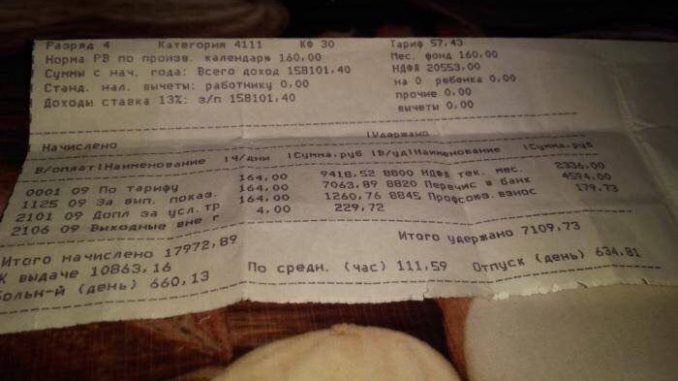 Разряд 4 Категория 4111 КФ 30 Тариф 57,43
Норма РВ по произв. календарю 160,00 Мес. фонд 160,00
Суммы с нач. года: Всего доход 158101,40 НДФЛ 20553,00
Станд. нал. вычеты: работнику 0,00 на 0 ребенка 0,00
Доходы ставка 13%: з/п 158101,40 прочие 0,00
вычеты 0,00
Начислено |Удержано
В/оплат|Наименование |Ч/дни |Сумма.руб |В/уд|Наименование |Сумма.руб
0001 09 По тарифу 164,00 9418,52 8800 НДФЛ тек. мес. 2336,00
1125 09 За вып. показ. 164,00 7063,89 8820 Перечис в банк 4594,00
2101 09 Допл за усл. тр 164,00 1260,76 8845 Профсоюз. взнос 179,73
2106 09 Выходные вне г 4,00 229,72
Итого начислено 17972,89 Итого удержано 7109,73
К выдаче 10863,16 По средн. (час) 111,59 Отпуск (день) 634,81
Больн-й (день) 660,13